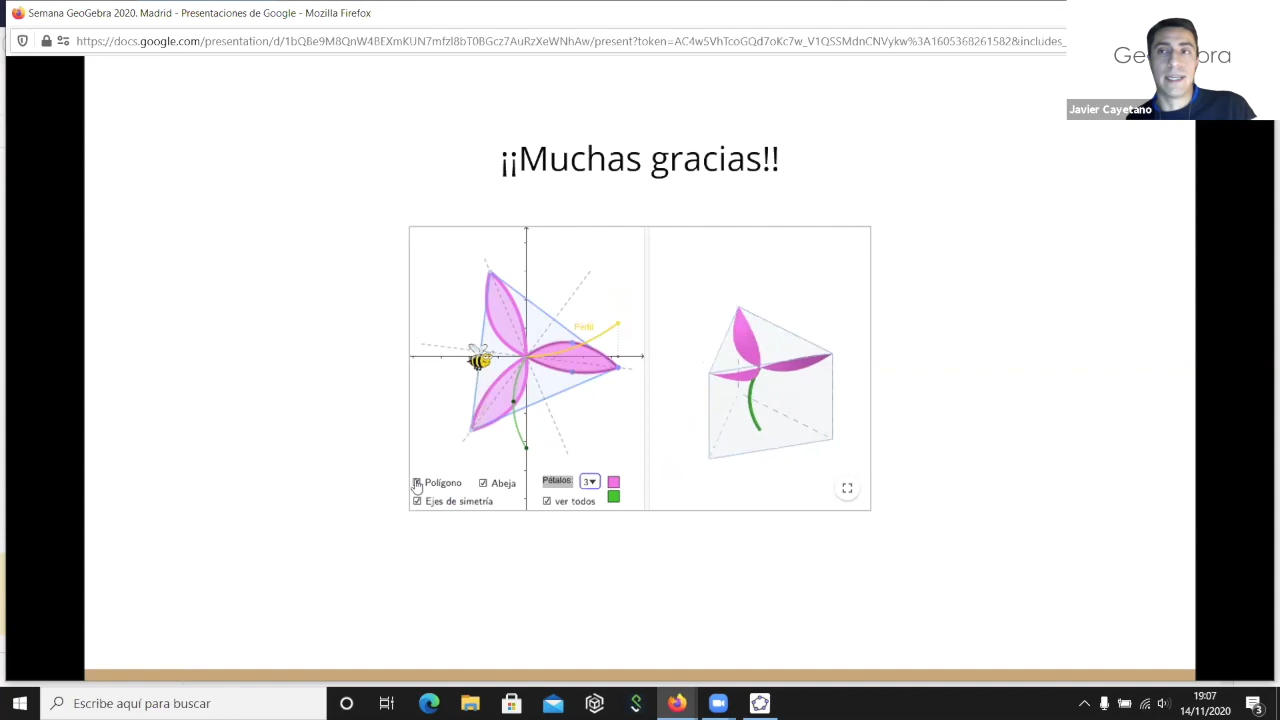 Semana GeoGebra 2020. Madrid - Presentaciones de Google - Mozilla Firefox
https://docs.google.com/presentation/d/1bQBe9M8QnW4BEXmKUN7mfzI8b10BGcz7AuRzXeWNhAw/present?token=AC4w5VhTcoGQd7oKc7w_V1QSSMdnCNVykw%3A1605368261582&includes_
Javier Cayetano
¡¡Muchas gracias!!
Perfil
Polígono
Abeja
Pétalos:
3
Ejes de simetría
ver todos
Escribe aquí para buscar
19:07
14/11/2020
3